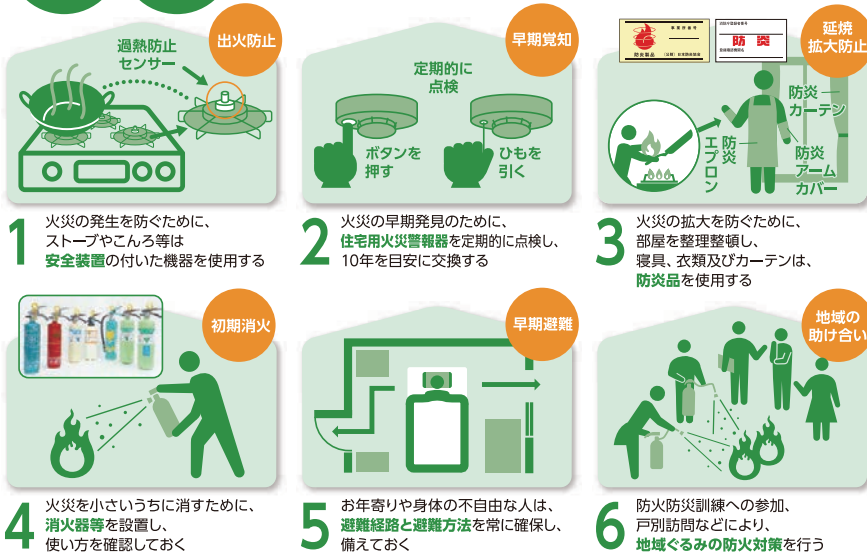 出火防止
過熱防止
センサー
1
火災の発生を防ぐために、
ストーブやこんろ等は
安全装置の付いた機器を使用する
早期覚知
定期的に
点検
ボタンを
押す
ひもを
引く
2
火災の早期発見のために、
住宅用火災警報器を定期的に点検し、
10年を目安に交換する
延焼
拡大防止
防炎製品
防炎
防炎
カーテン
防炎
エプロン
防炎
アーム
カバー
3
火災の拡大を防ぐために、
部屋を整理整頓し、
寝具、衣類及びカーテンは、
防炎品を使用する
初期消火
4
火災を小さいうちに消すために、
消火器等を設置し、
使い方を確認しておく
早期避難
5
お年寄りや身体の不自由な人は、
避難経路と避難方法を常に確保し、
備えておく
地域の
助け合い
6
防火防災訓練への参加、
戸別訪問などにより、
地域ぐるみの防火対策を行う